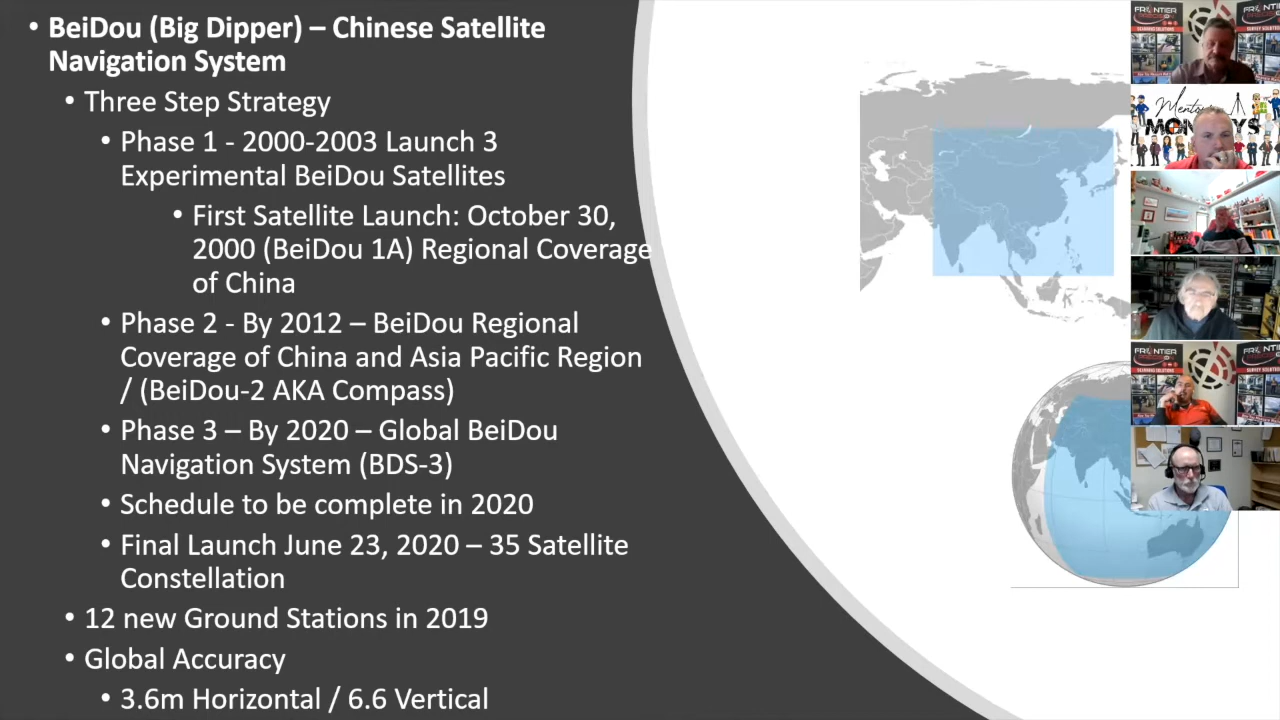 • BeiDou (Big Dipper) – Chinese Satellite
Navigation System
• Three Step Strategy
• Phase 1 - 2000-2003 Launch 3
Experimental BeiDou Satellites
• First Satellite Launch: October 30,
2000 (BeiDou 1A) Regional Coverage
of China
• Phase 2 - By 2012 – BeiDou Regional
Coverage of China and Asia Pacific Region
/ (BeiDou-2 AKA Compass)
• Phase 3 – By 2020 – Global BeiDou
Navigation System (BDS-3)
• Schedule to be complete in 2020
• Final Launch June 23, 2020 – 35 Satellite
Constellation
• 12 new Ground Stations in 2019
• Global Accuracy
• 3.6m Horizontal / 6.6 Vertical
FRONTIER
PRECISION